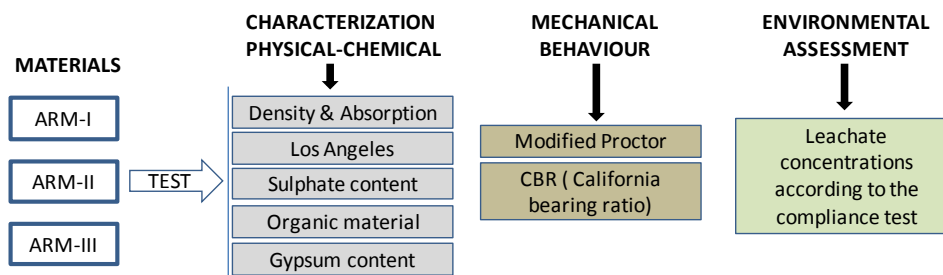 MATERIALS
ARM-I
ARM-II
ARM-III
TEST
CHARACTERIZATION
PHYSICAL-CHEMICAL
Density & Absorption
Los Angeles
Sulphate content
Organic material
Gypsum content
MECHANICAL
BEHAVIOUR
Modified Proctor
CBR ( California
bearing ratio)
ENVIRONMENTAL
ASSESSMENT
Leachate
concentrations
according to the
compliance test